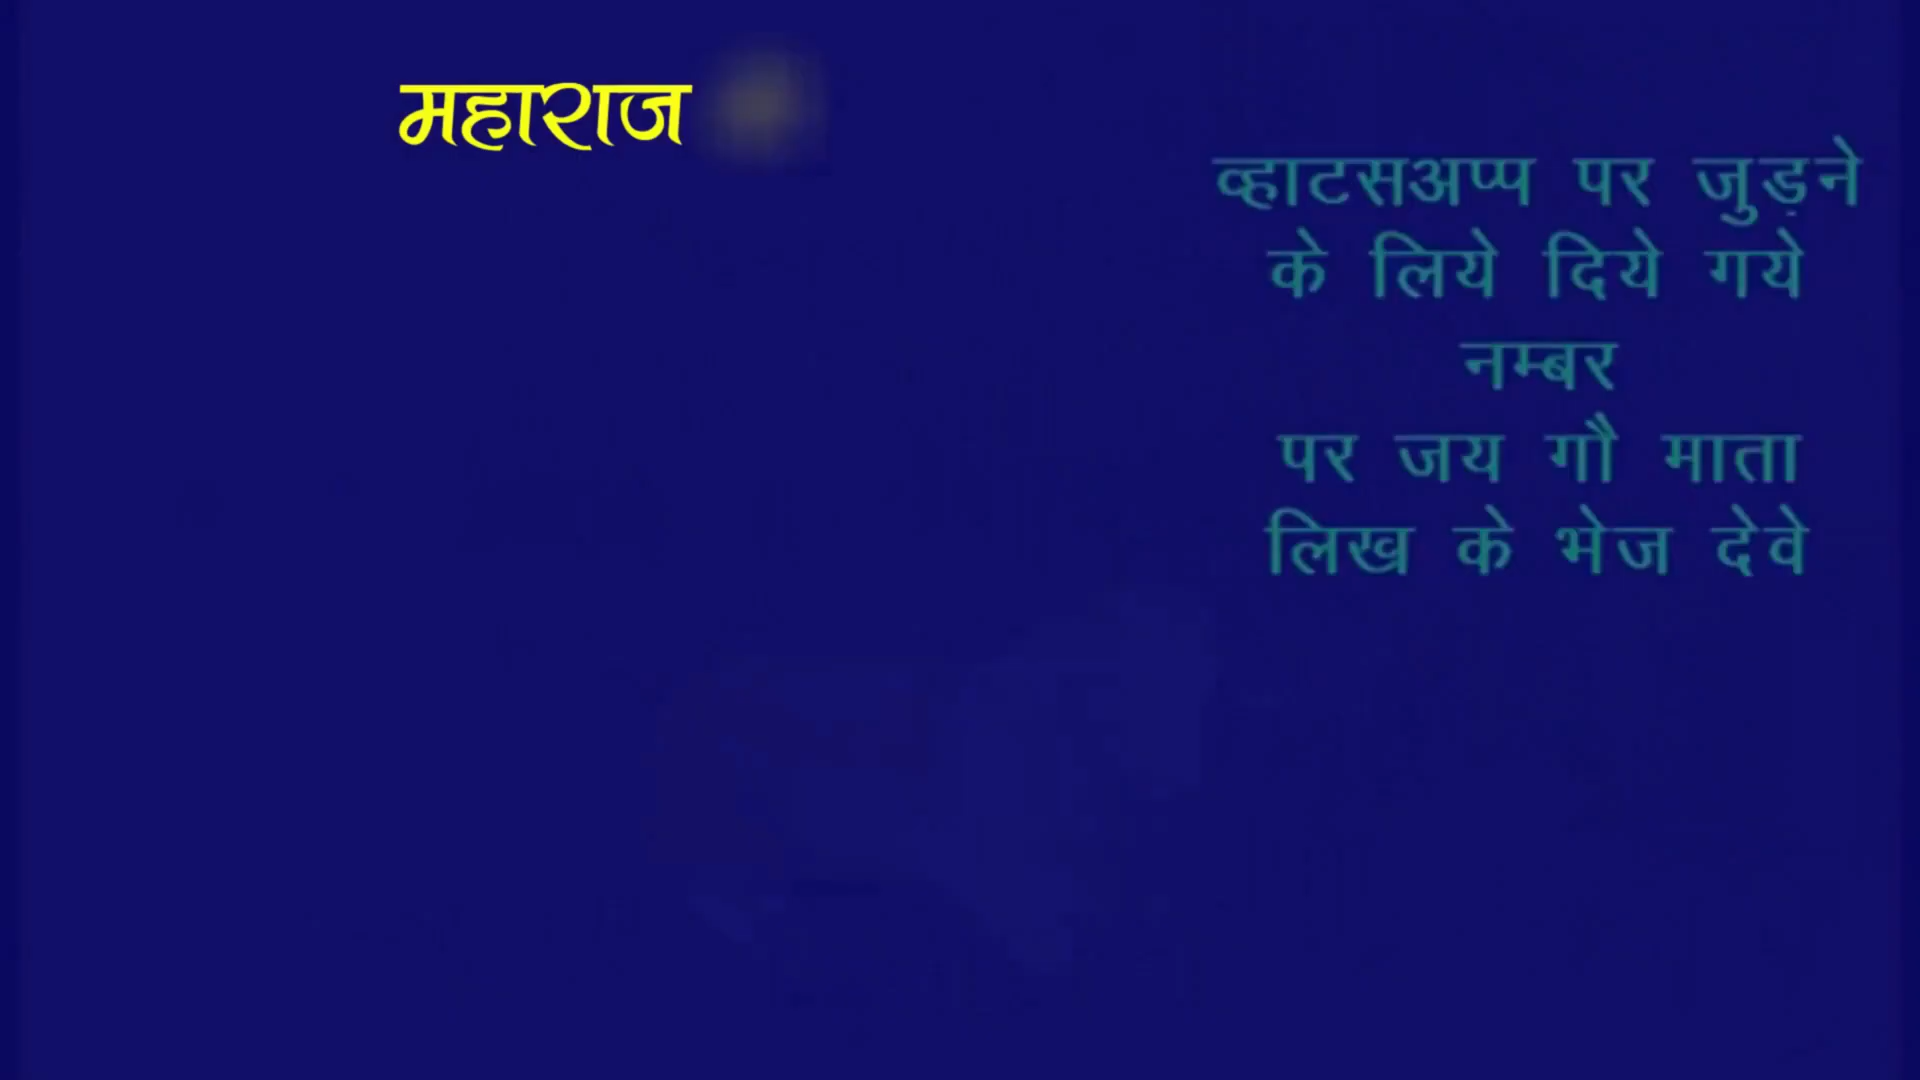 महाराज
व्हाटसअप्प पर जुड़ने
के लिये दिये गये
नम्बर
पर जय गौ माता
लिख के भेज देवे